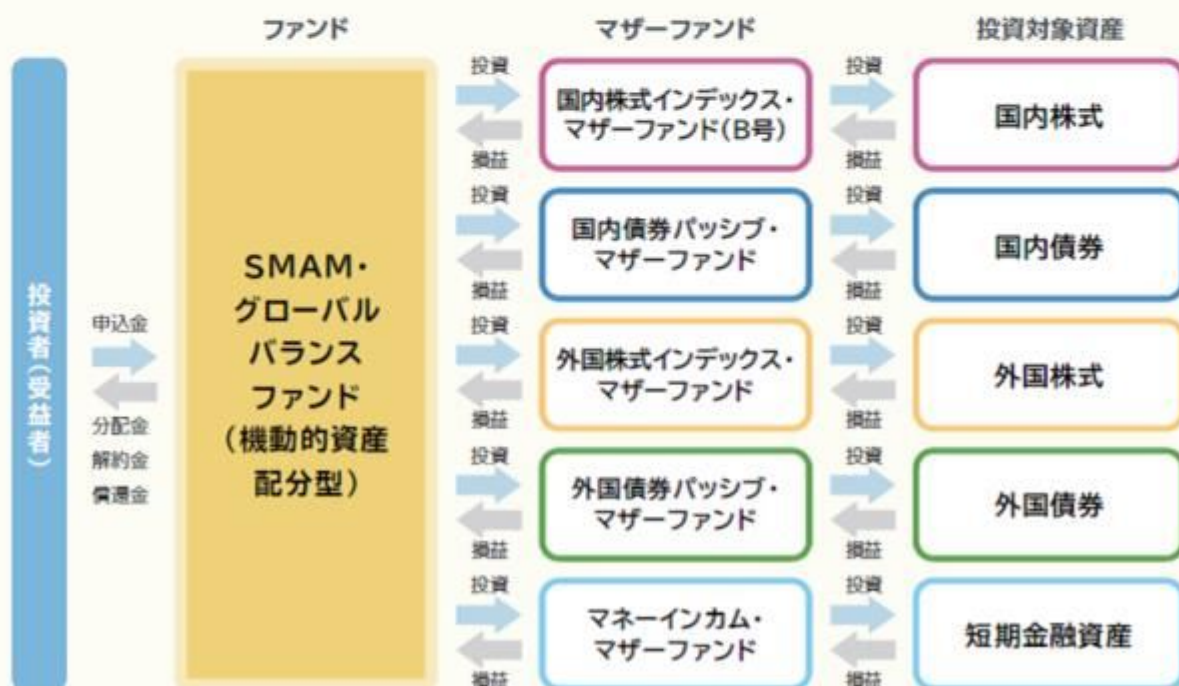 ファンド
マザーファンド
投資対象資産
投資者(受益者)
申込金
分配金
解約金
償還金
SMAM・
グローバル
バランス
ファンド
(機動的資産
配分型)
投資
国内株式インデックス・
マザーファンド(B号)
投資
国内株式
損益
損益
投資
国内債券パッシブ・
マザーファンド
投資
国内債券
損益
損益
投資
外国株式インデックス・
マザーファンド
投資
外国株式
損益
損益
投資
外国債券パッシブ・
マザーファンド
投資
外国債券
損益
損益
投資
マネーインカム・
マザーファンド
投資
短期金融資産
損益
損益